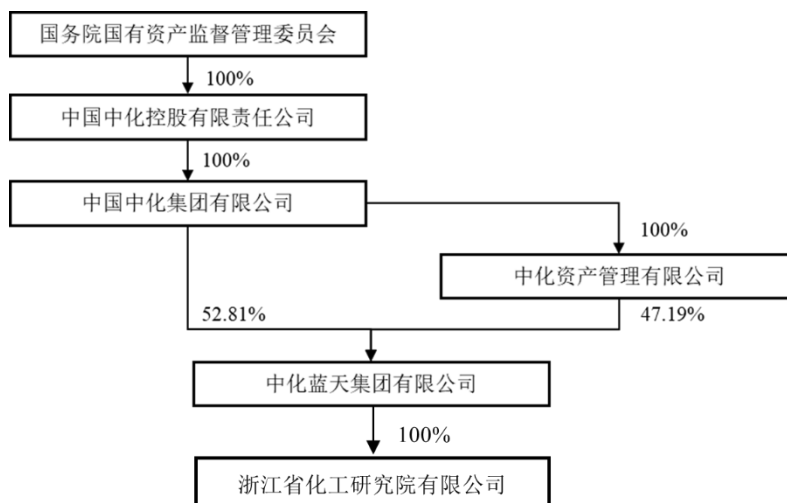 国务院国有资产监督管理委员会
100%
中国中化控股有限责任公司
100%
中国中化集团有限公司
100%
中化资产管理有限公司
52.81%
47.19%
中化蓝天集团有限公司
100%
浙江省化工研究院有限公司